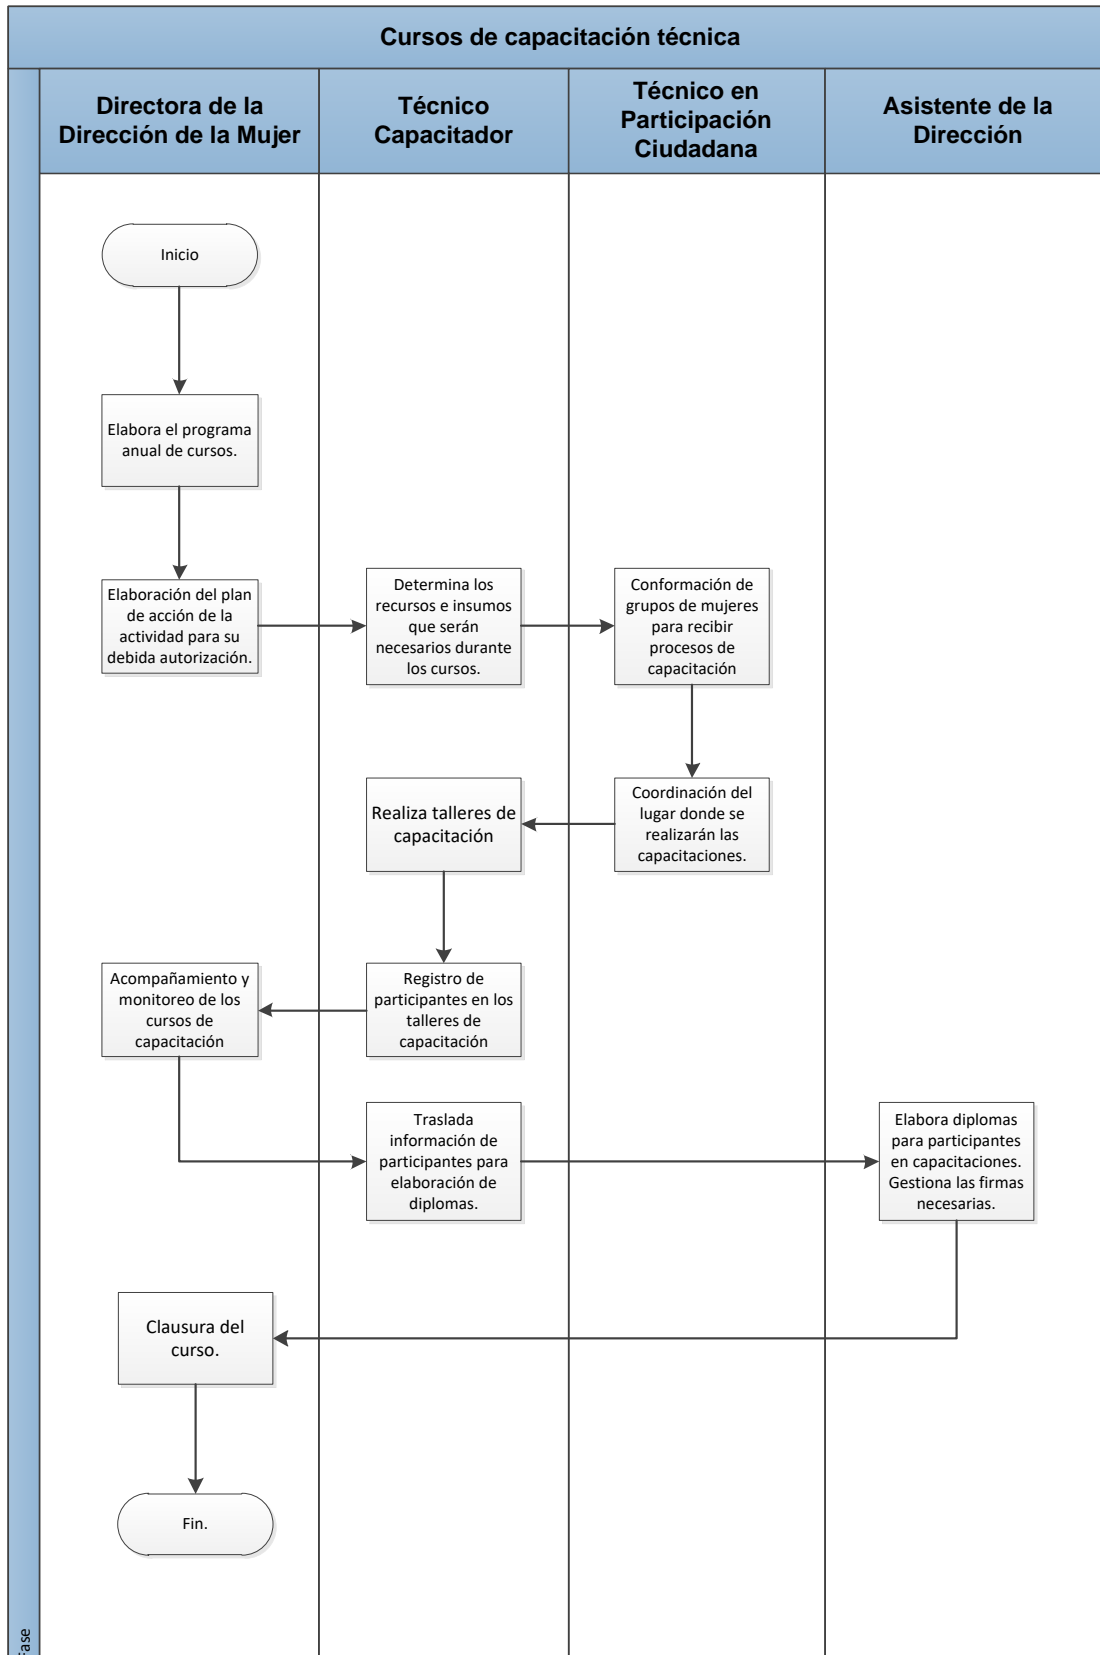 Cursos de capacitación técnica
Directora de la
Dirección de la Mujer
Técnico
Capacitador
Técnico en
Participación
Ciudadana
Asistente de la
Dirección
Inicio
Elabora el programa
anual de cursos.
Elaboración del plan
de acción de la
actividad para su
debida autorización.
Determina los
recursos e insumos
que serán
necesarios durante
los cursos.
Conformación de
grupos de mujeres
para recibir
procesos de
capacitación
Coordinación del
lugar donde se
realizarán las
capacitaciones.
Realiza talleres de
capacitación
Registro de
participantes en los
talleres de
capacitación
Acompañamiento y
monitoreo de los
cursos de
capacitación
Traslada
información de
participantes para
elaboración de
diplomas.
Elabora diplomas
para participantes
en capacitaciones.
Gestiona las firmas
necesarias.
Clausura del
curso.
Fin.
Fase